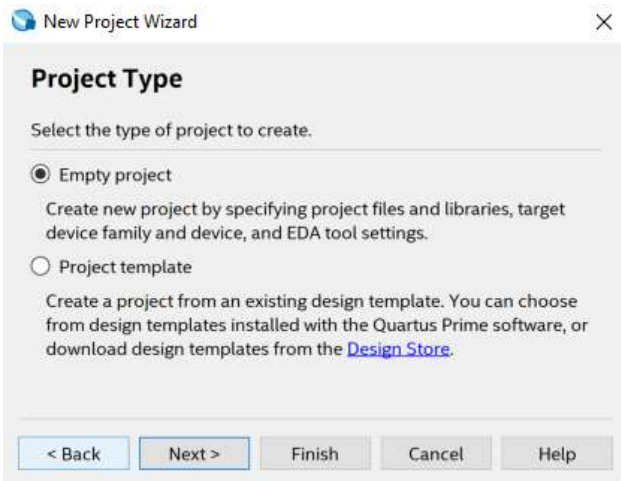 New Project Wizard
Project Type
Select the type of project to create.
Empty project
Create new project by specifying project files and libraries, target
device family and device, and EDA tool settings.
Project template
Create a project from an existing design template. You can choose
from design templates installed with the Quartus Prime software, or
download design templates from the Design Store.
< Back Next > Finish Cancel Help